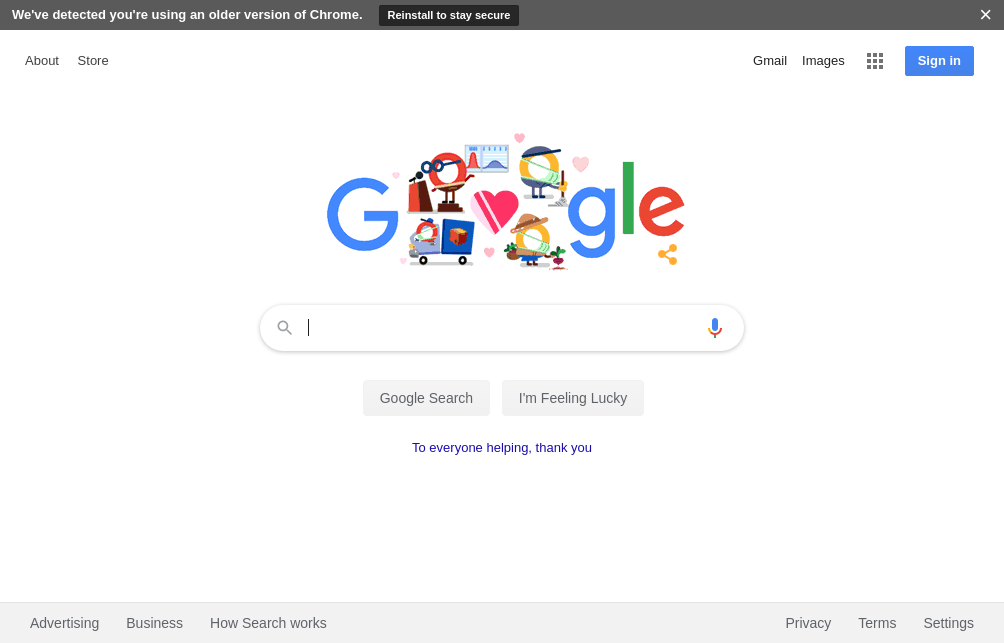 We've detected you're using an older version of Chrome. Reinstall to stay secure
About Store Gmail Images Sign in
Google
Google Search I'm Feeling Lucky
To everyone helping, thank you
Advertising Business How Search works Privacy Terms Settings